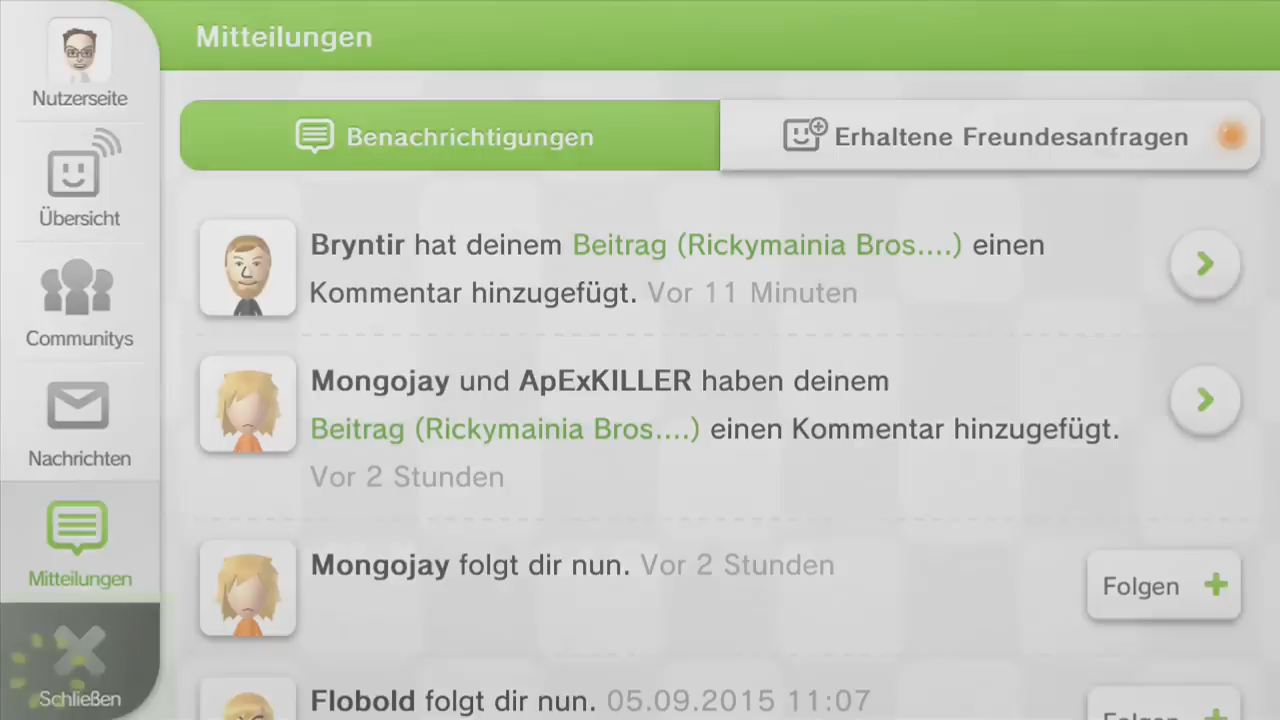 Mitteilungen
Nutzerseite
Übersicht
Communitys
Nachrichten
Mitteilungen
Schließen
Benachrichtigungen
Erhaltene Freundesanfragen
Bryntir hat deinem Beitrag (Rickymainia Bros....) einen
Kommentar hinzugefügt. Vor 11 Minuten
Mongojay und ApExKILLER haben deinem
Beitrag (Rickymainia Bros....) einen Kommentar hinzugefügt.
Vor 2 Stunden
Mongojay folgt dir nun. Vor 2 Stunden
Folgen
Flobold folgt dir nun. 05.09.2015 11:07
Folgen